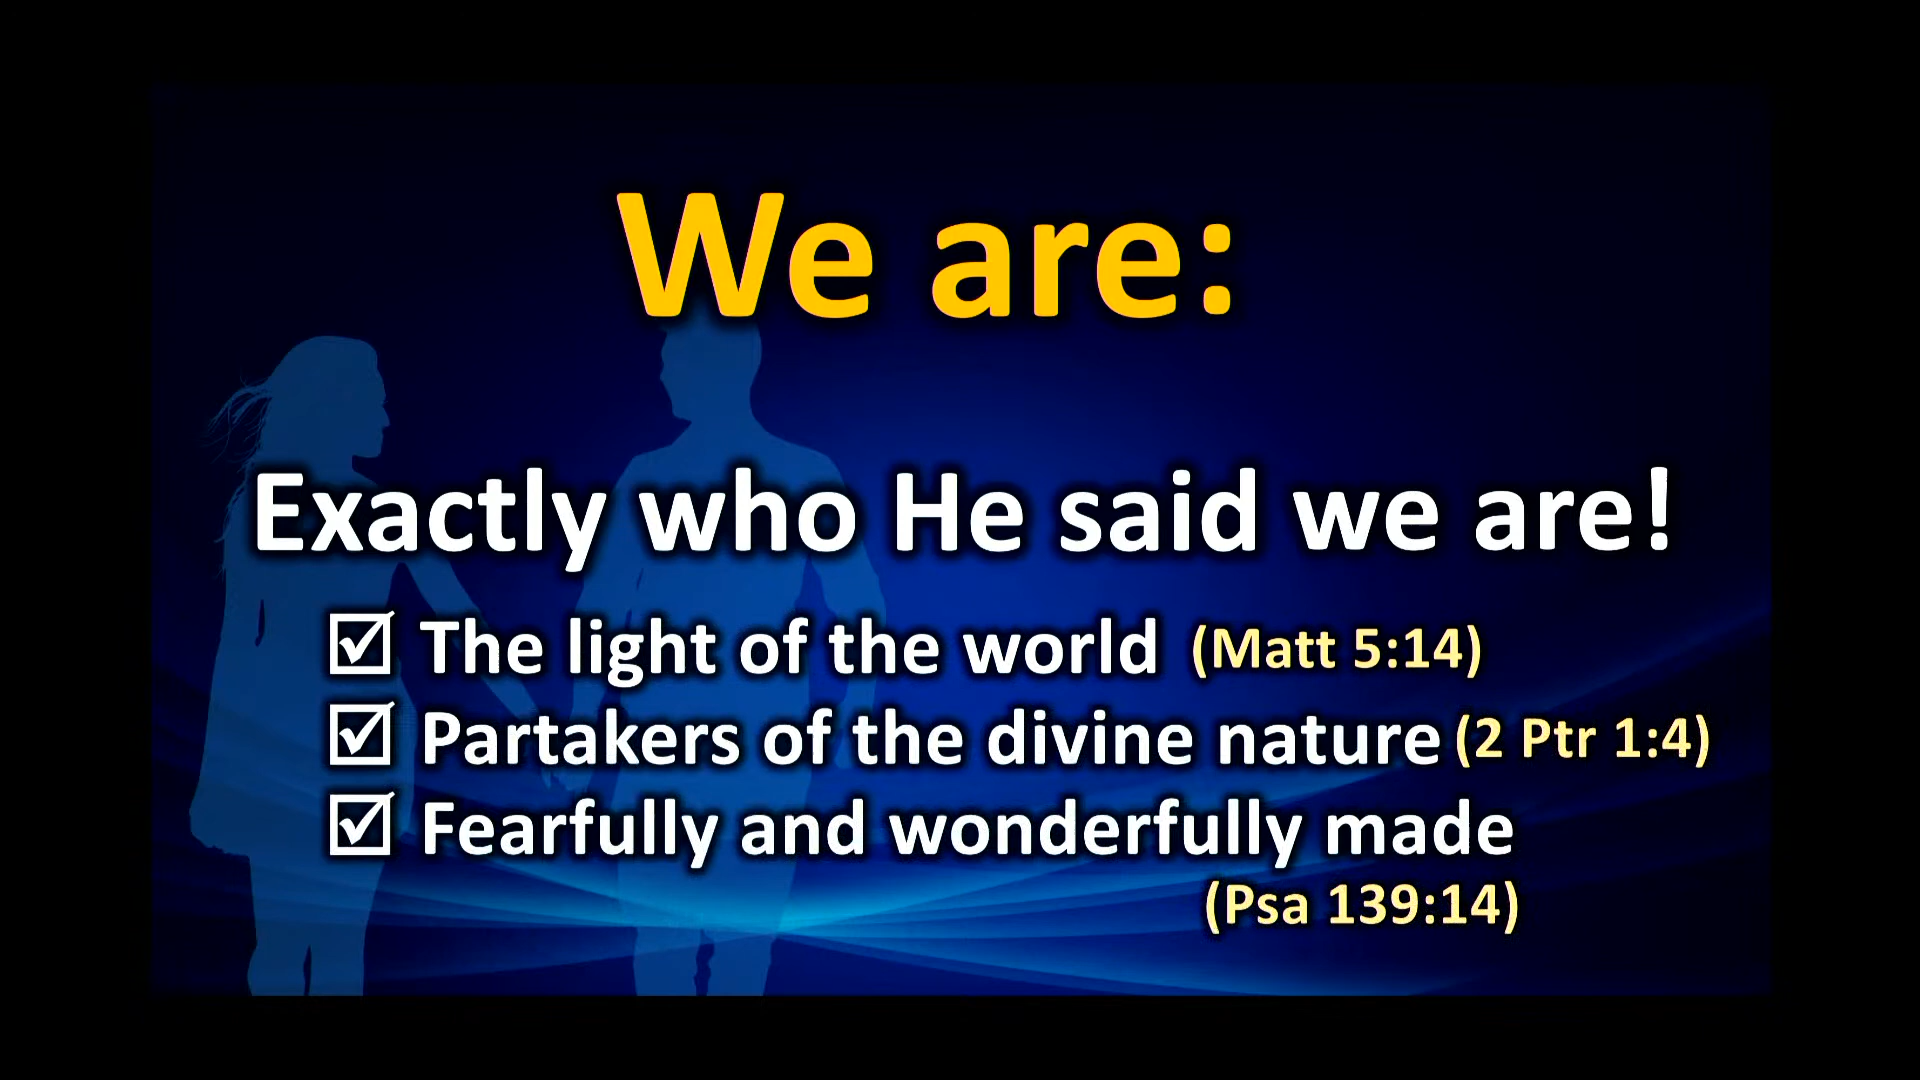 We are:
Exactly who He said we are!
☑ The light of the world (Matt 5:14)
☑ Partakers of the divine nature (2 Ptr 1:4)
☑ Fearfully and wonderfully made
(Psa 139:14)